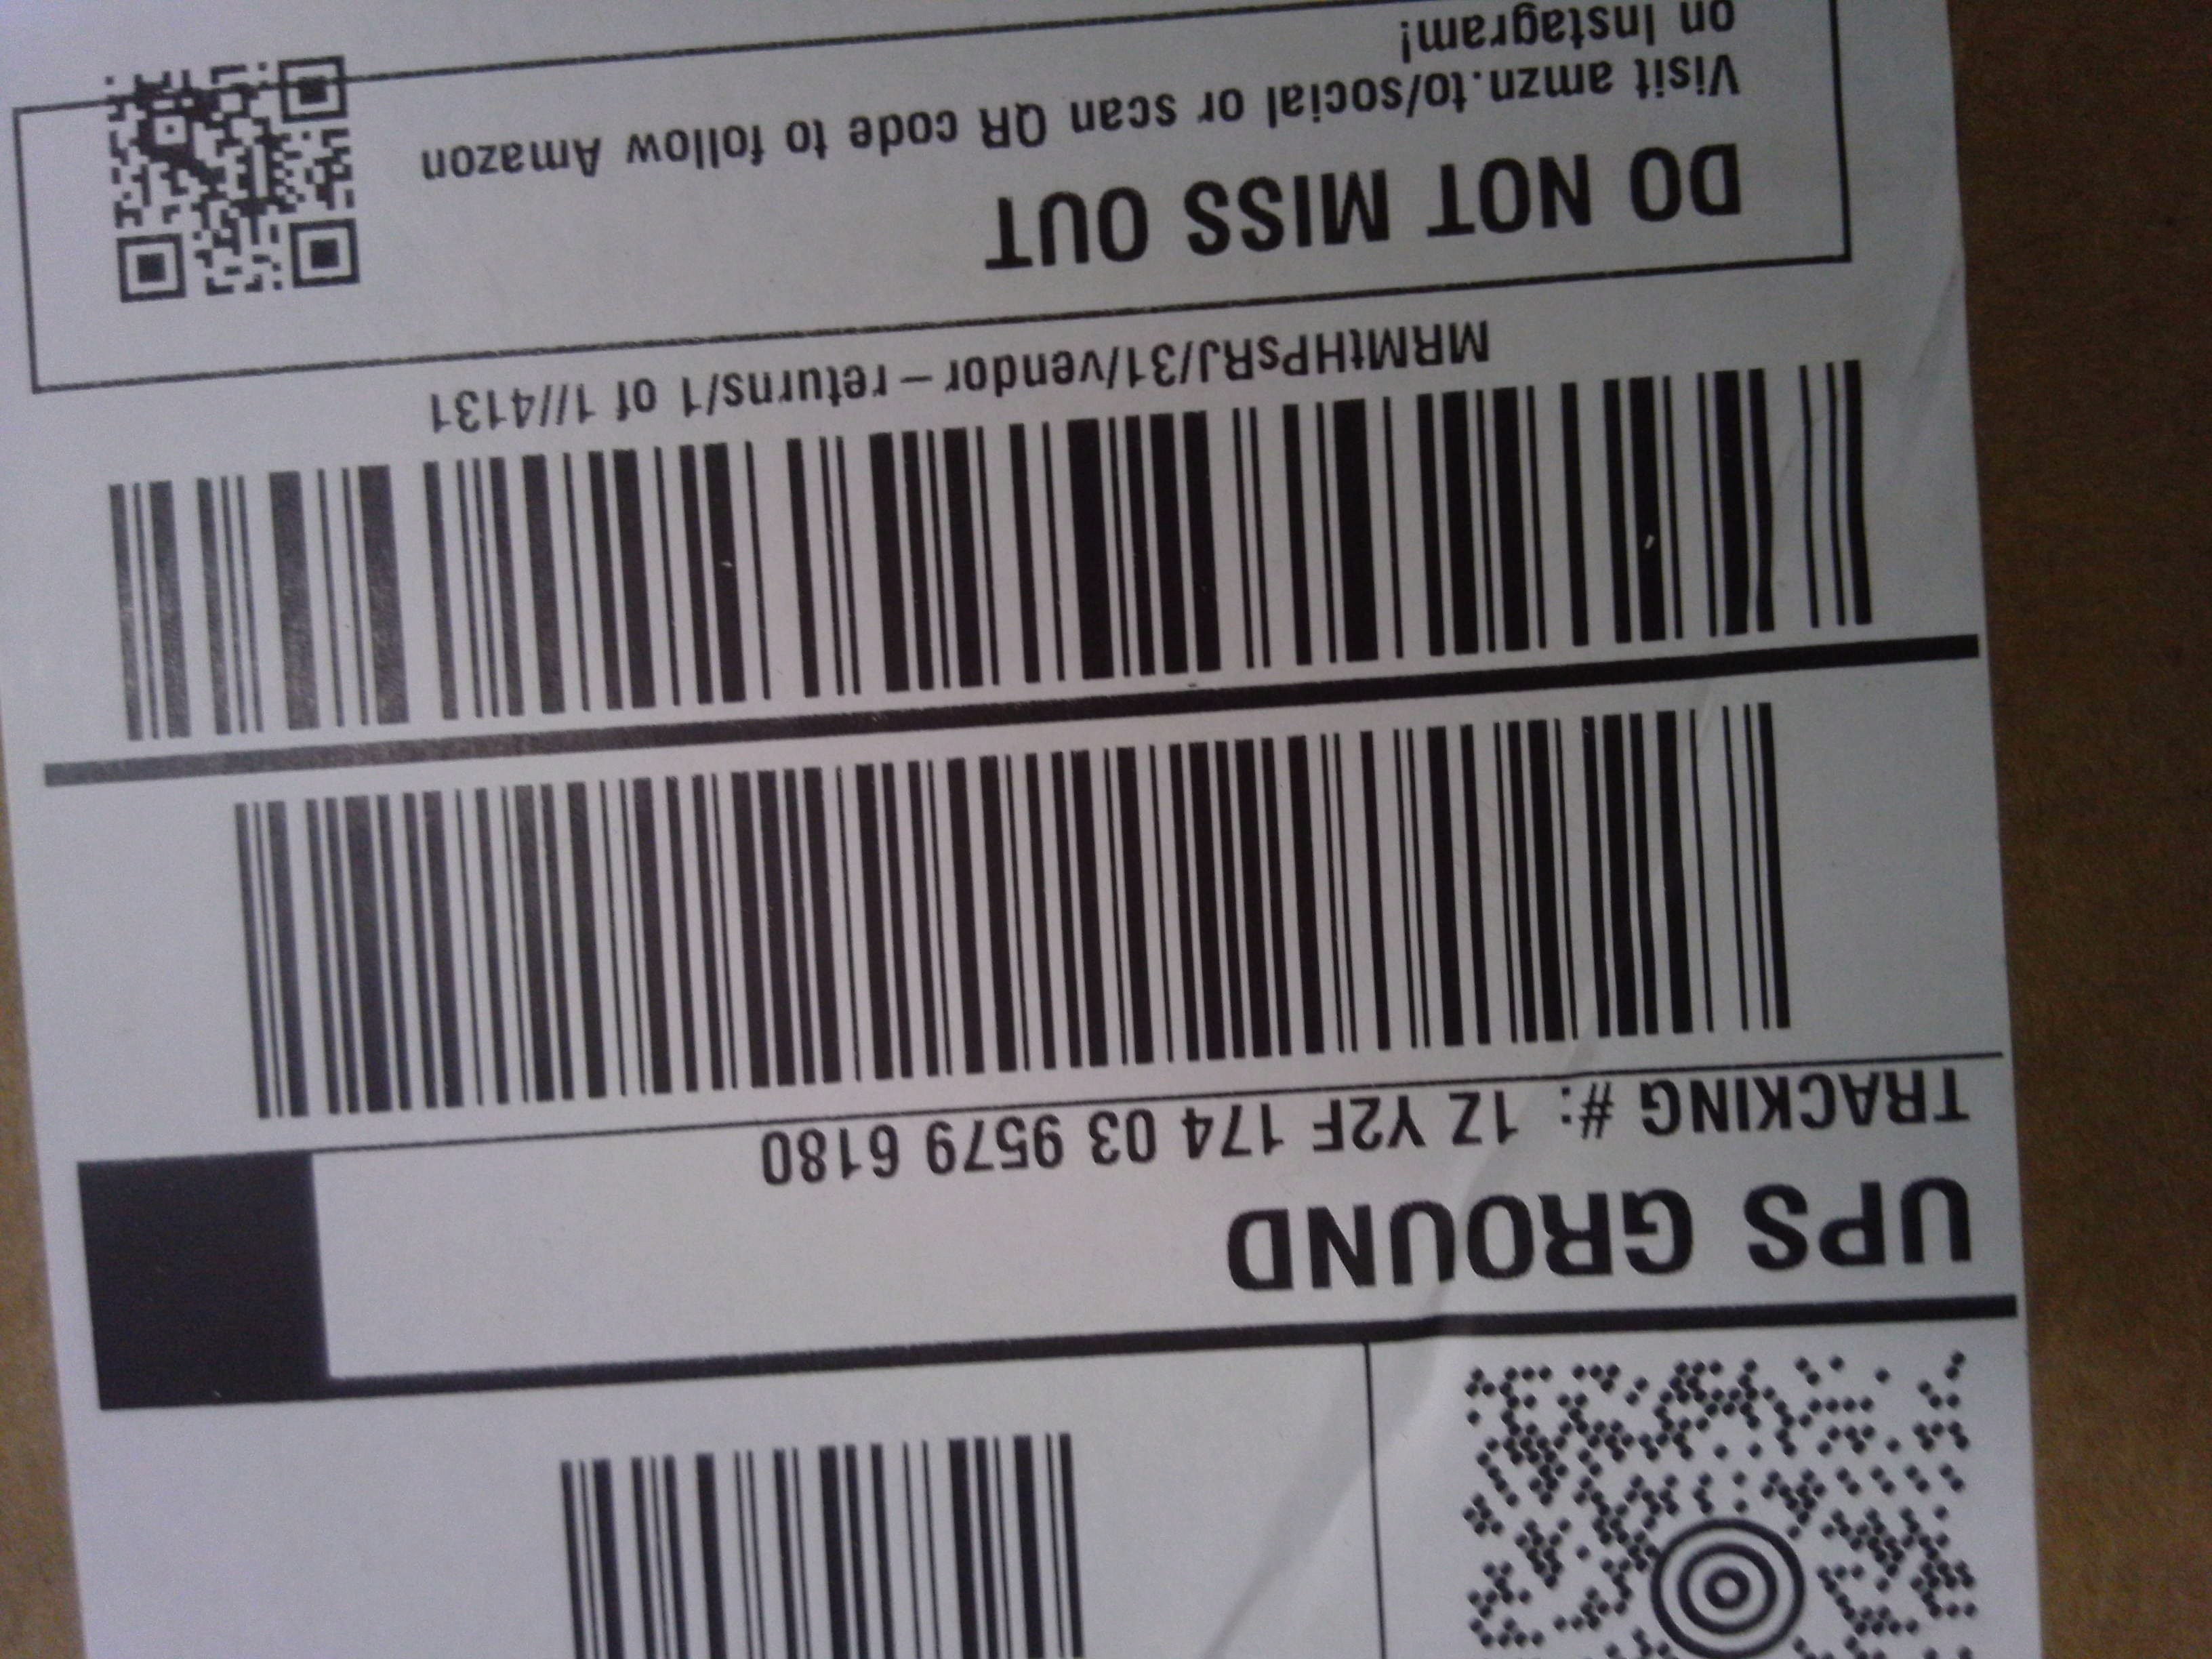 UPS GROUND
TRACKING #: 1Z Y2F 174 03 9579 6180
MRMtHPsRJ/31/vendor-returns/1 of 1//4131
DO NOT MISS OUT
Visit amzn.to/social or scan QR code to follow Amazon
on Instagram!